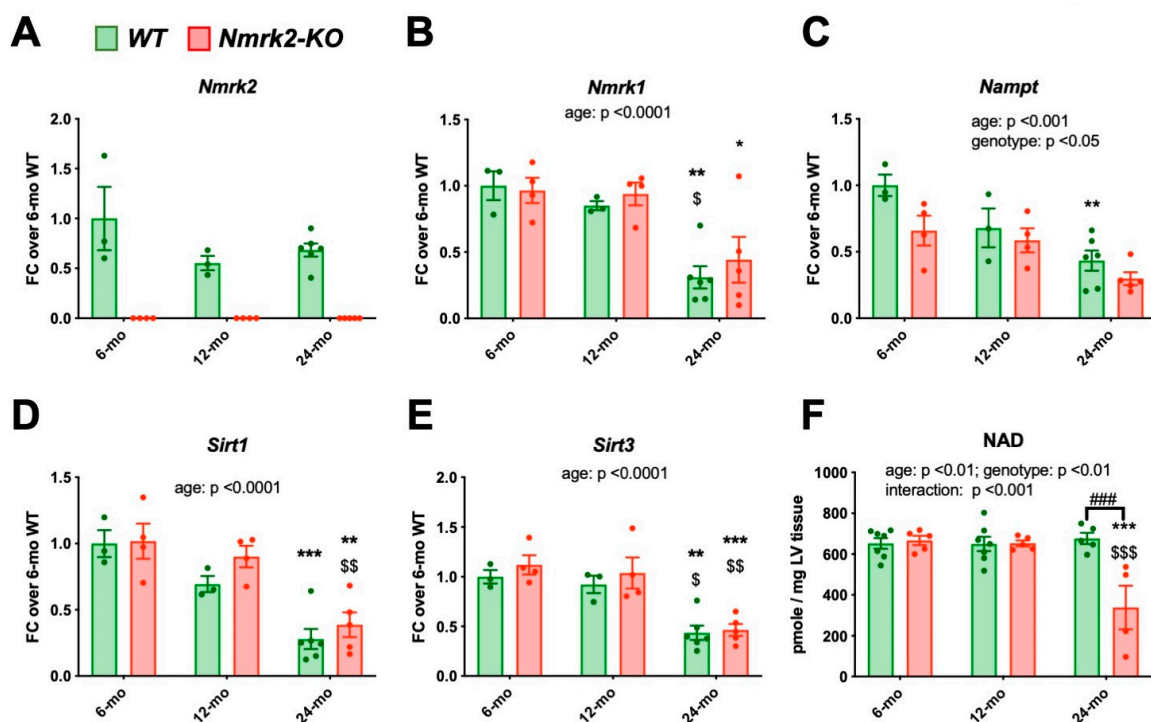 A WT Nmrk2-KO
Nmrk2
FC over 6-mo WT
2.0
1.5
1.0
0.5
0.0
6-mo
12-mo
24-mo
B
Nmrk1
age: p <0.0001
FC over 6-mo WT
1.5
1.0
0.5
0.0
**
$
*
6-mo
12-mo
24-mo
C
Nampt
age: p <0.001
genotype: p <0.05
FC over 6-mo WT
1.5
1.0
0.5
0.0
**
6-mo
12-mo
24-mo
D
Sirt1
age: p <0.0001
FC over 6-mo WT
1.5
1.0
0.5
0.0
***
**
$$
6-mo
12-mo
24-mo
E
Sirt3
age: p <0.0001
FC over 6-mo WT
2.0
1.5
1.0
0.5
0.0
**
$
***
$$
6-mo
12-mo
24-mo
F
NAD
age: p <0.01; genotype: p <0.01
interaction: p <0.001
pmole / mg LV tissue
1000
800
600
400
200
0
###
***
$$$
6-mo
12-mo
24-mo